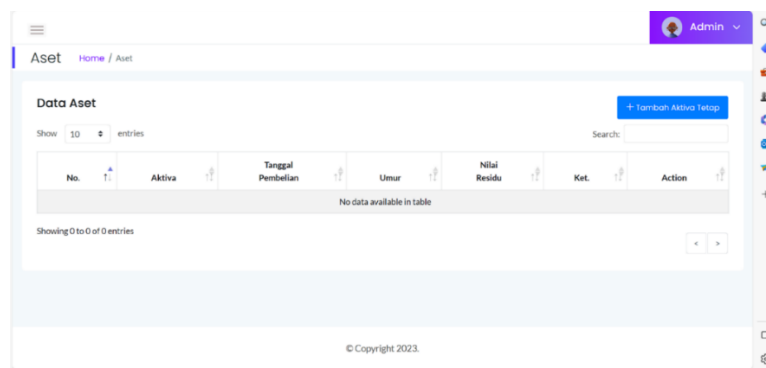 Admin
Aset Home / Aset
Data Aset
+ Tambah Aktiva Tetap
Show 10 entries
Search:
No. Aktiva Tanggal Pembelian Umur Nilai Residu Ket. Action
No data available in table
Showing 0 to 0 of 0 entries
< >
© Copyright 2023.